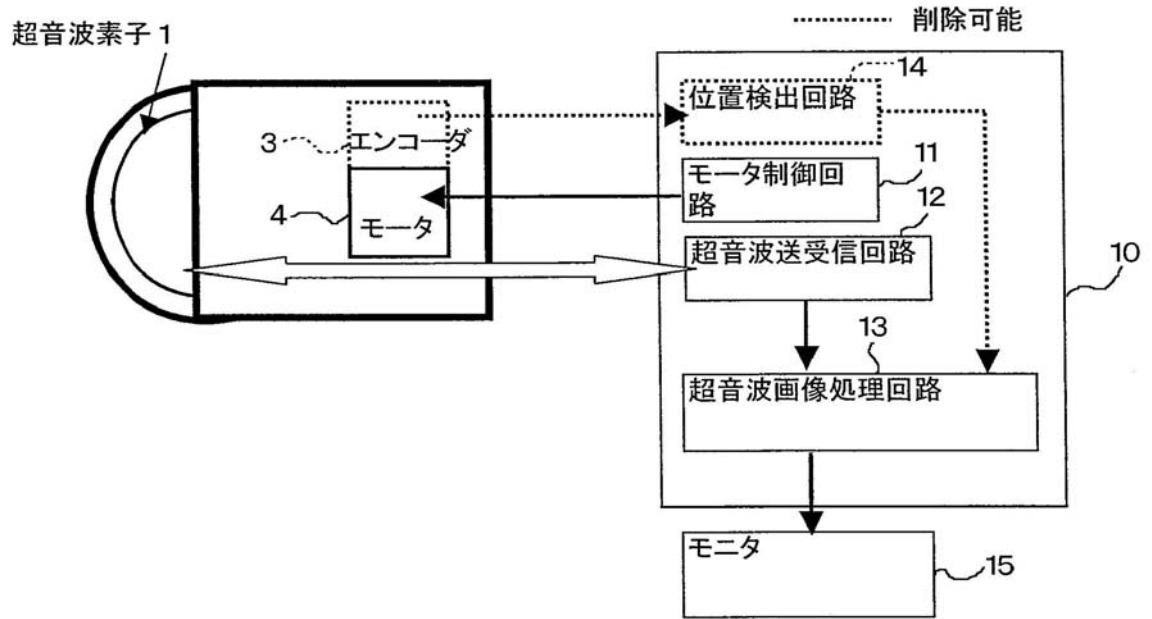 削除可能
超音波素子1
14
位置検出回路
3
エンコーダ
11
モータ制御回
路
4
モータ
12
超音波送受信回路
10
13
超音波画像処理回路
モニタ
15